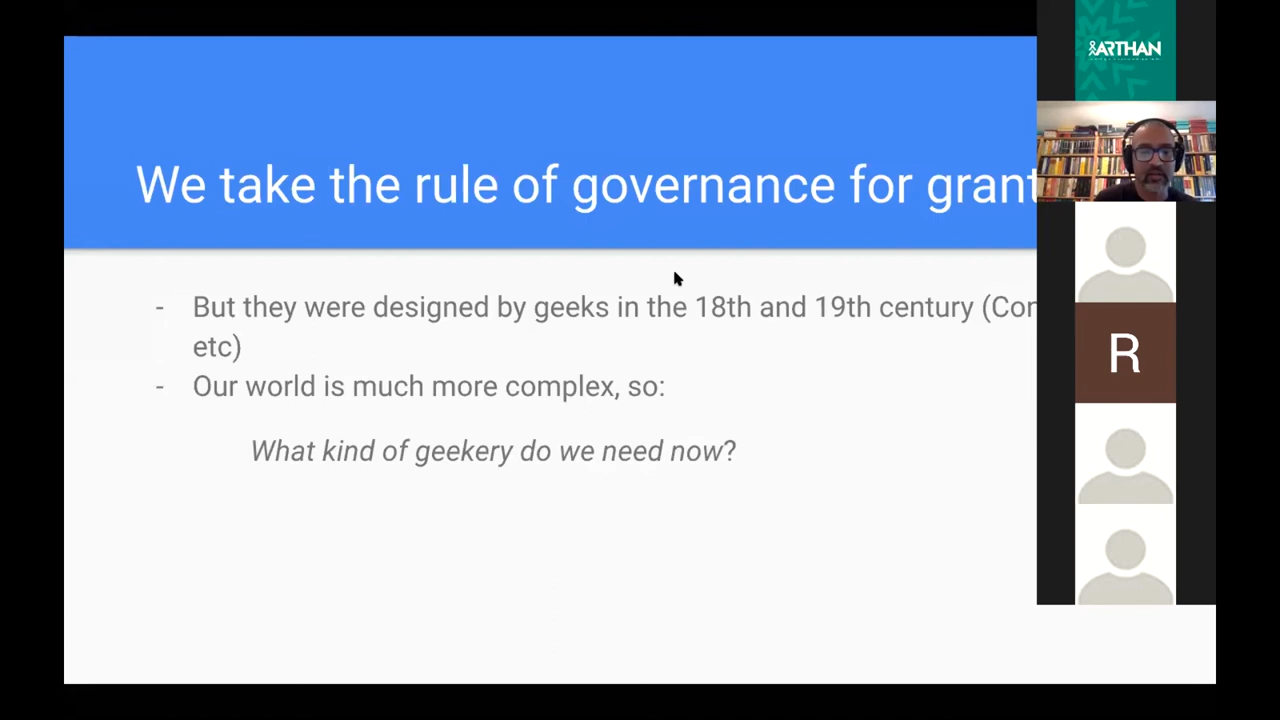 We take the rule of governance for grant
- But they were designed by geeks in the 18th and 19th century (Con
etc)
- Our world is much more complex, so:
What kind of geekery do we need now?
ARTHAN
R